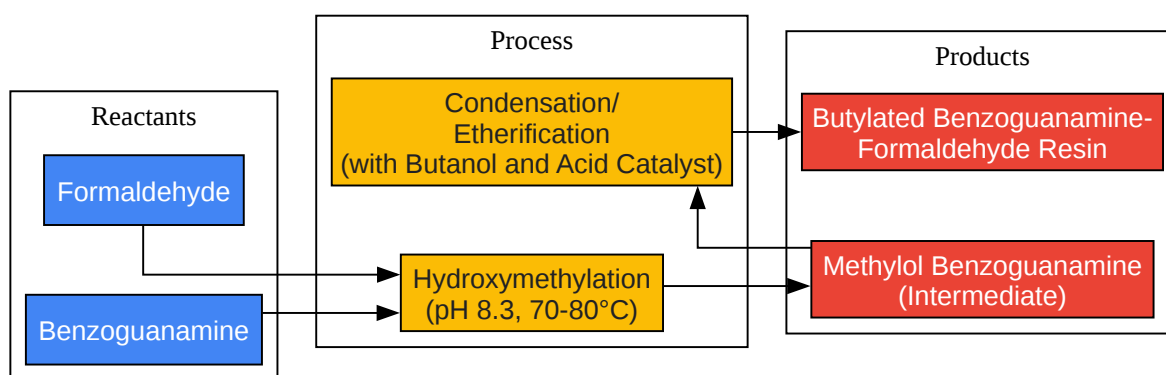 Reactants
Formaldehyde
Benzoguanamine
Process
Condensation/
Etherification
(with Butanol and Acid Catalyst)
Hydroxymethylation
(pH 8.3, 70-80°C)
Products
Butylated Benzoguanamine-
Formaldehyde Resin
Methylol Benzoguanamine
(Intermediate)